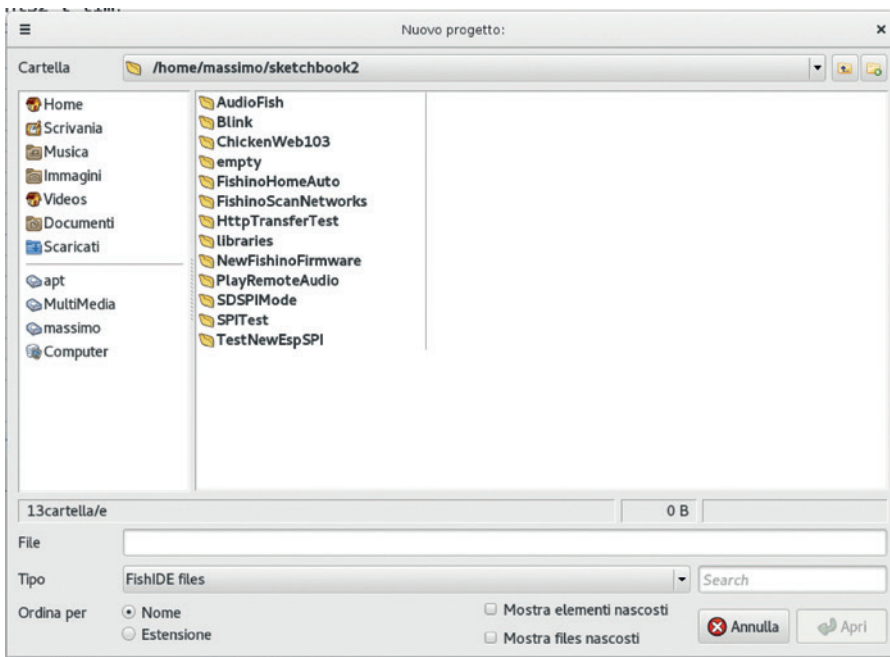 Nuovo progetto:
Cartella
/home/massimo/sketchbook2
Home
Scrivania
Musica
Immagini
Videos
Documenti
Scaricati
apt
MultiMedia
massimo
Computer
AudioFish
Blink
ChickenWeb103
empty
FishinoHomeAuto
FishinoScanNetworks
HttpTransferTest
libraries
NewFishinoFirmware
PlayRemoteAudio
SDSPIMode
SPITest
TestNewEspSPI
13cartella/e
0 B
File
Tipo
FishIDE files
Search
Ordina per
Nome
Estensione
Mostra elementi nascosti
Mostra files nascosti
Annulla
Apri